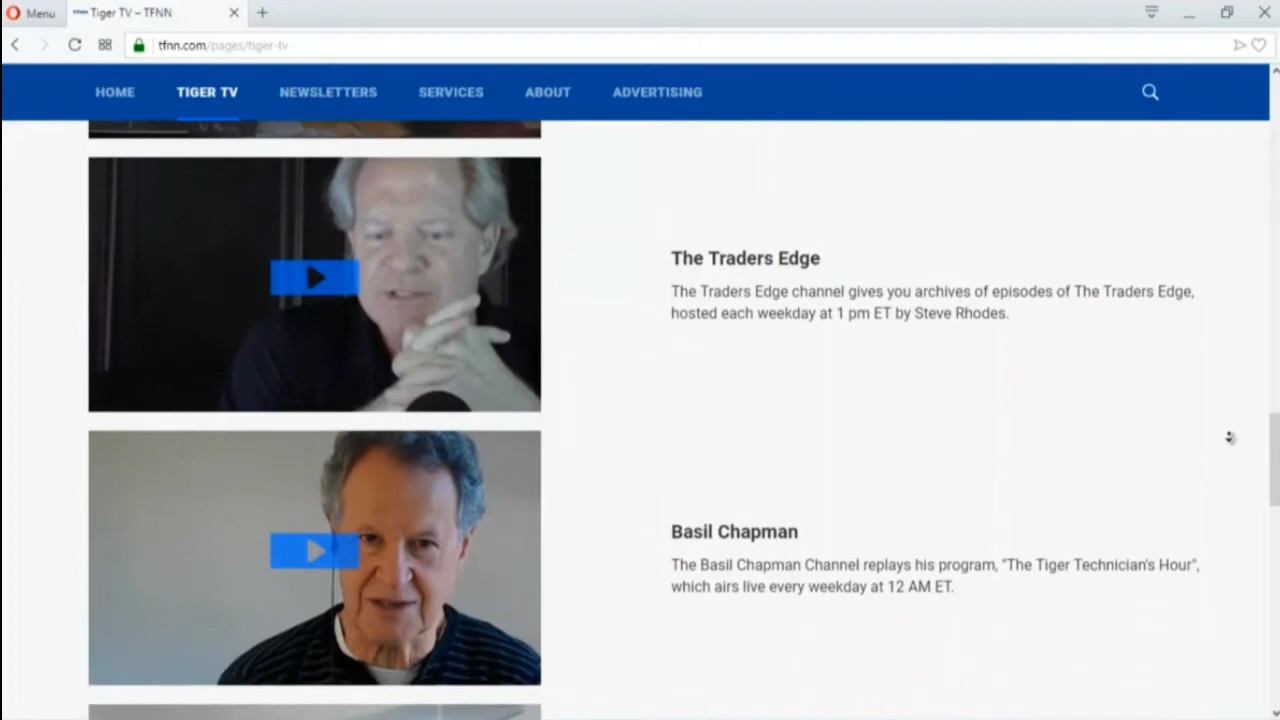 Menu
Tiger TV – TFNN
tfnn.com/pages/tiger-tv
HOME
TIGER TV
NEWSLETTERS
SERVICES
ABOUT
ADVERTISING
The Traders Edge
The Traders Edge channel gives you archives of episodes of The Traders Edge,
hosted each weekday at 1 pm ET by Steve Rhodes.
Basil Chapman
The Basil Chapman Channel replays his program, "The Tiger Technician's Hour",
which airs live every weekday at 12 AM ET.